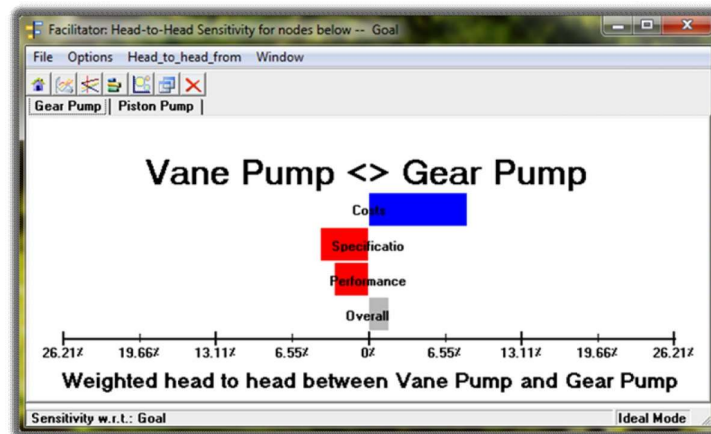 Facilitator: Head-to-Head Sensitivity for nodes below -- Goal
File Options Head_to_head_from Window
Gear Pump Piston Pump
Vane Pump <> Gear Pump
Costs
Specificatio
Performance
Overall
26.21% 19.66% 13.11% 6.55% 0% 6.55% 13.11% 19.66% 26.21%
Weighted head to head between Vane Pump and Gear Pump
Sensitivity w.r.t.: Goal Ideal Mode